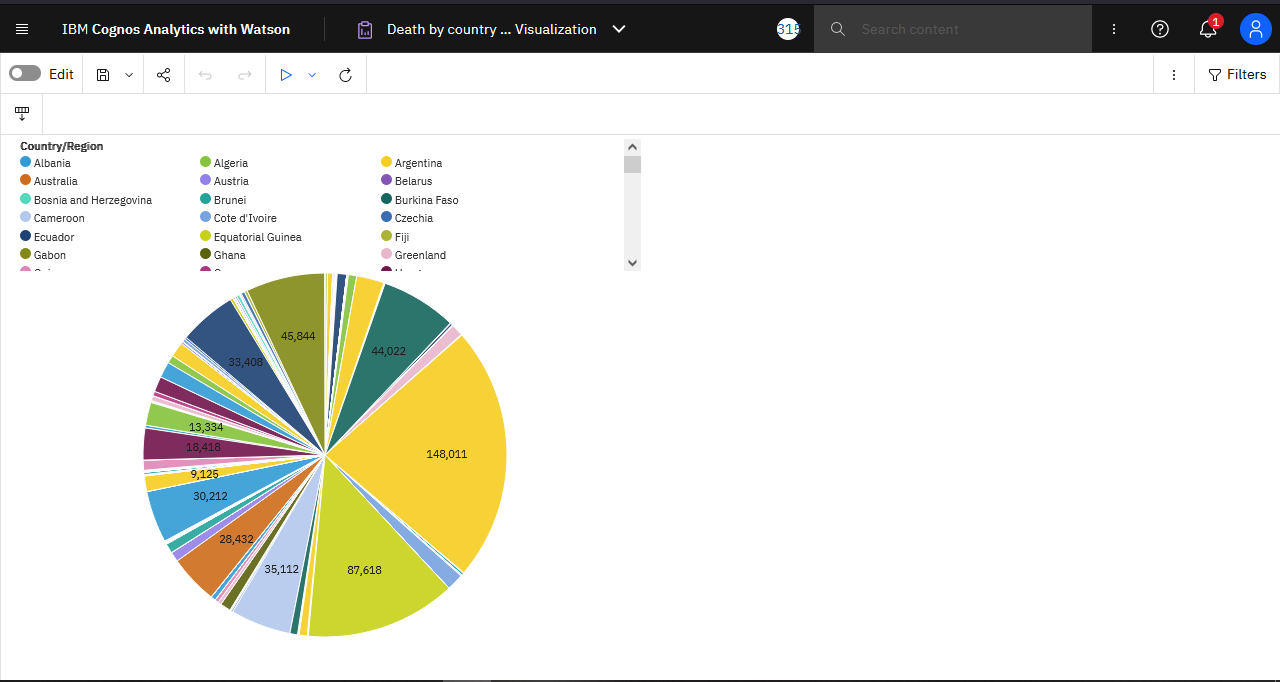 IBM Cognos Analytics with Watson
Death by country ... Visualization
315
Search content
1
Edit
Filters
Country/Region
Albania
Algeria
Argentina
Australia
Austria
Belarus
Bosnia and Herzegovina
Brunei
Burkina Faso
Cameroon
Cote d'Ivoire
Czechia
Ecuador
Equatorial Guinea
Fiji
Gabon
Ghana
Greenland
45,844
44,022
33,408
13,334
18,418
148,011
9,125
30,212
28,432
35,112
87,618